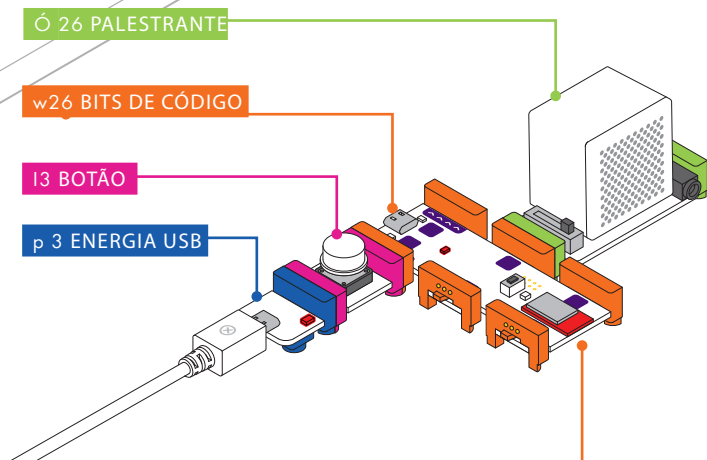 Ó 26 PALESTRANTE
w26 BITS DE CÓDIGO
I3 BOTÃO
p 3 ENERGIA USB